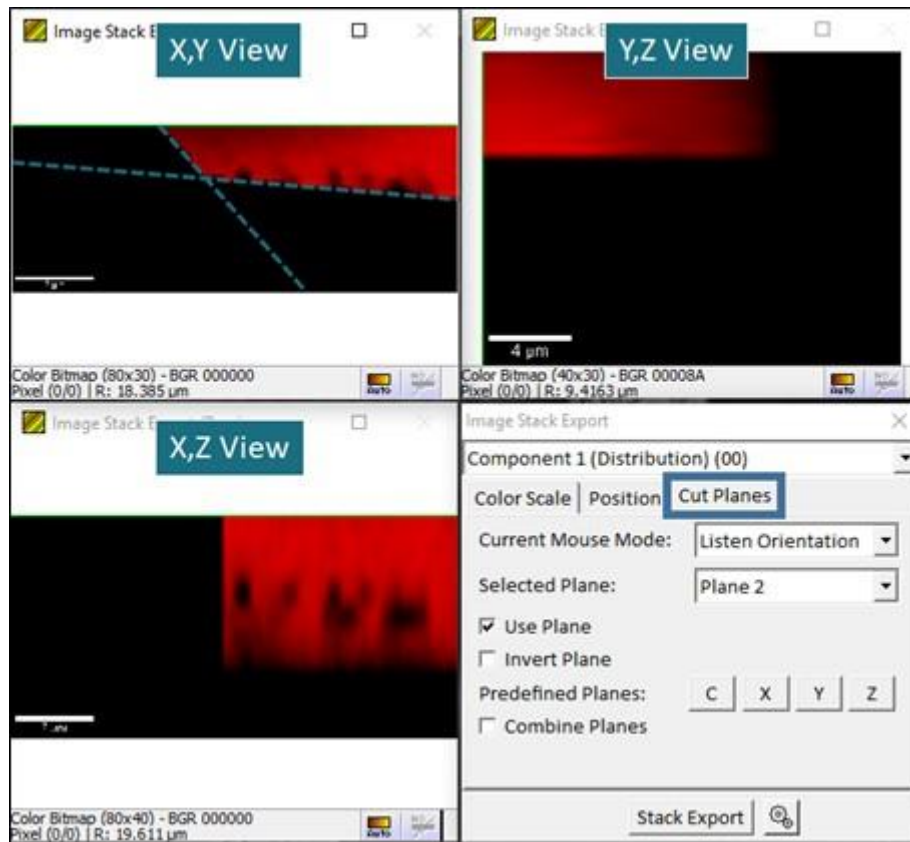 Image Stack E
X,Y View
Color Bitmap (80x30) - BGR 000000
Pixel (0/0) | R: 18.385 µm
AUTO
Image Stack E
Y,Z View
4 µm
Color Bitmap (40x30) - BGR 00008A
Pixel (0/0) | R: 9.4163 µm
AUTO
Image Stack E
X,Z View
Color Bitmap (80x40) - BGR 000000
Pixel (0/0) | R: 19.611 µm
AUTO
Image Stack Export
Component 1 (Distribution) (00)
Color Scale Position Cut Planes
Current Mouse Mode: Listen Orientation
Selected Plane: Plane 2
Use Plane
Invert Plane
Predefined Planes: C X Y Z
Combine Planes
Stack Export